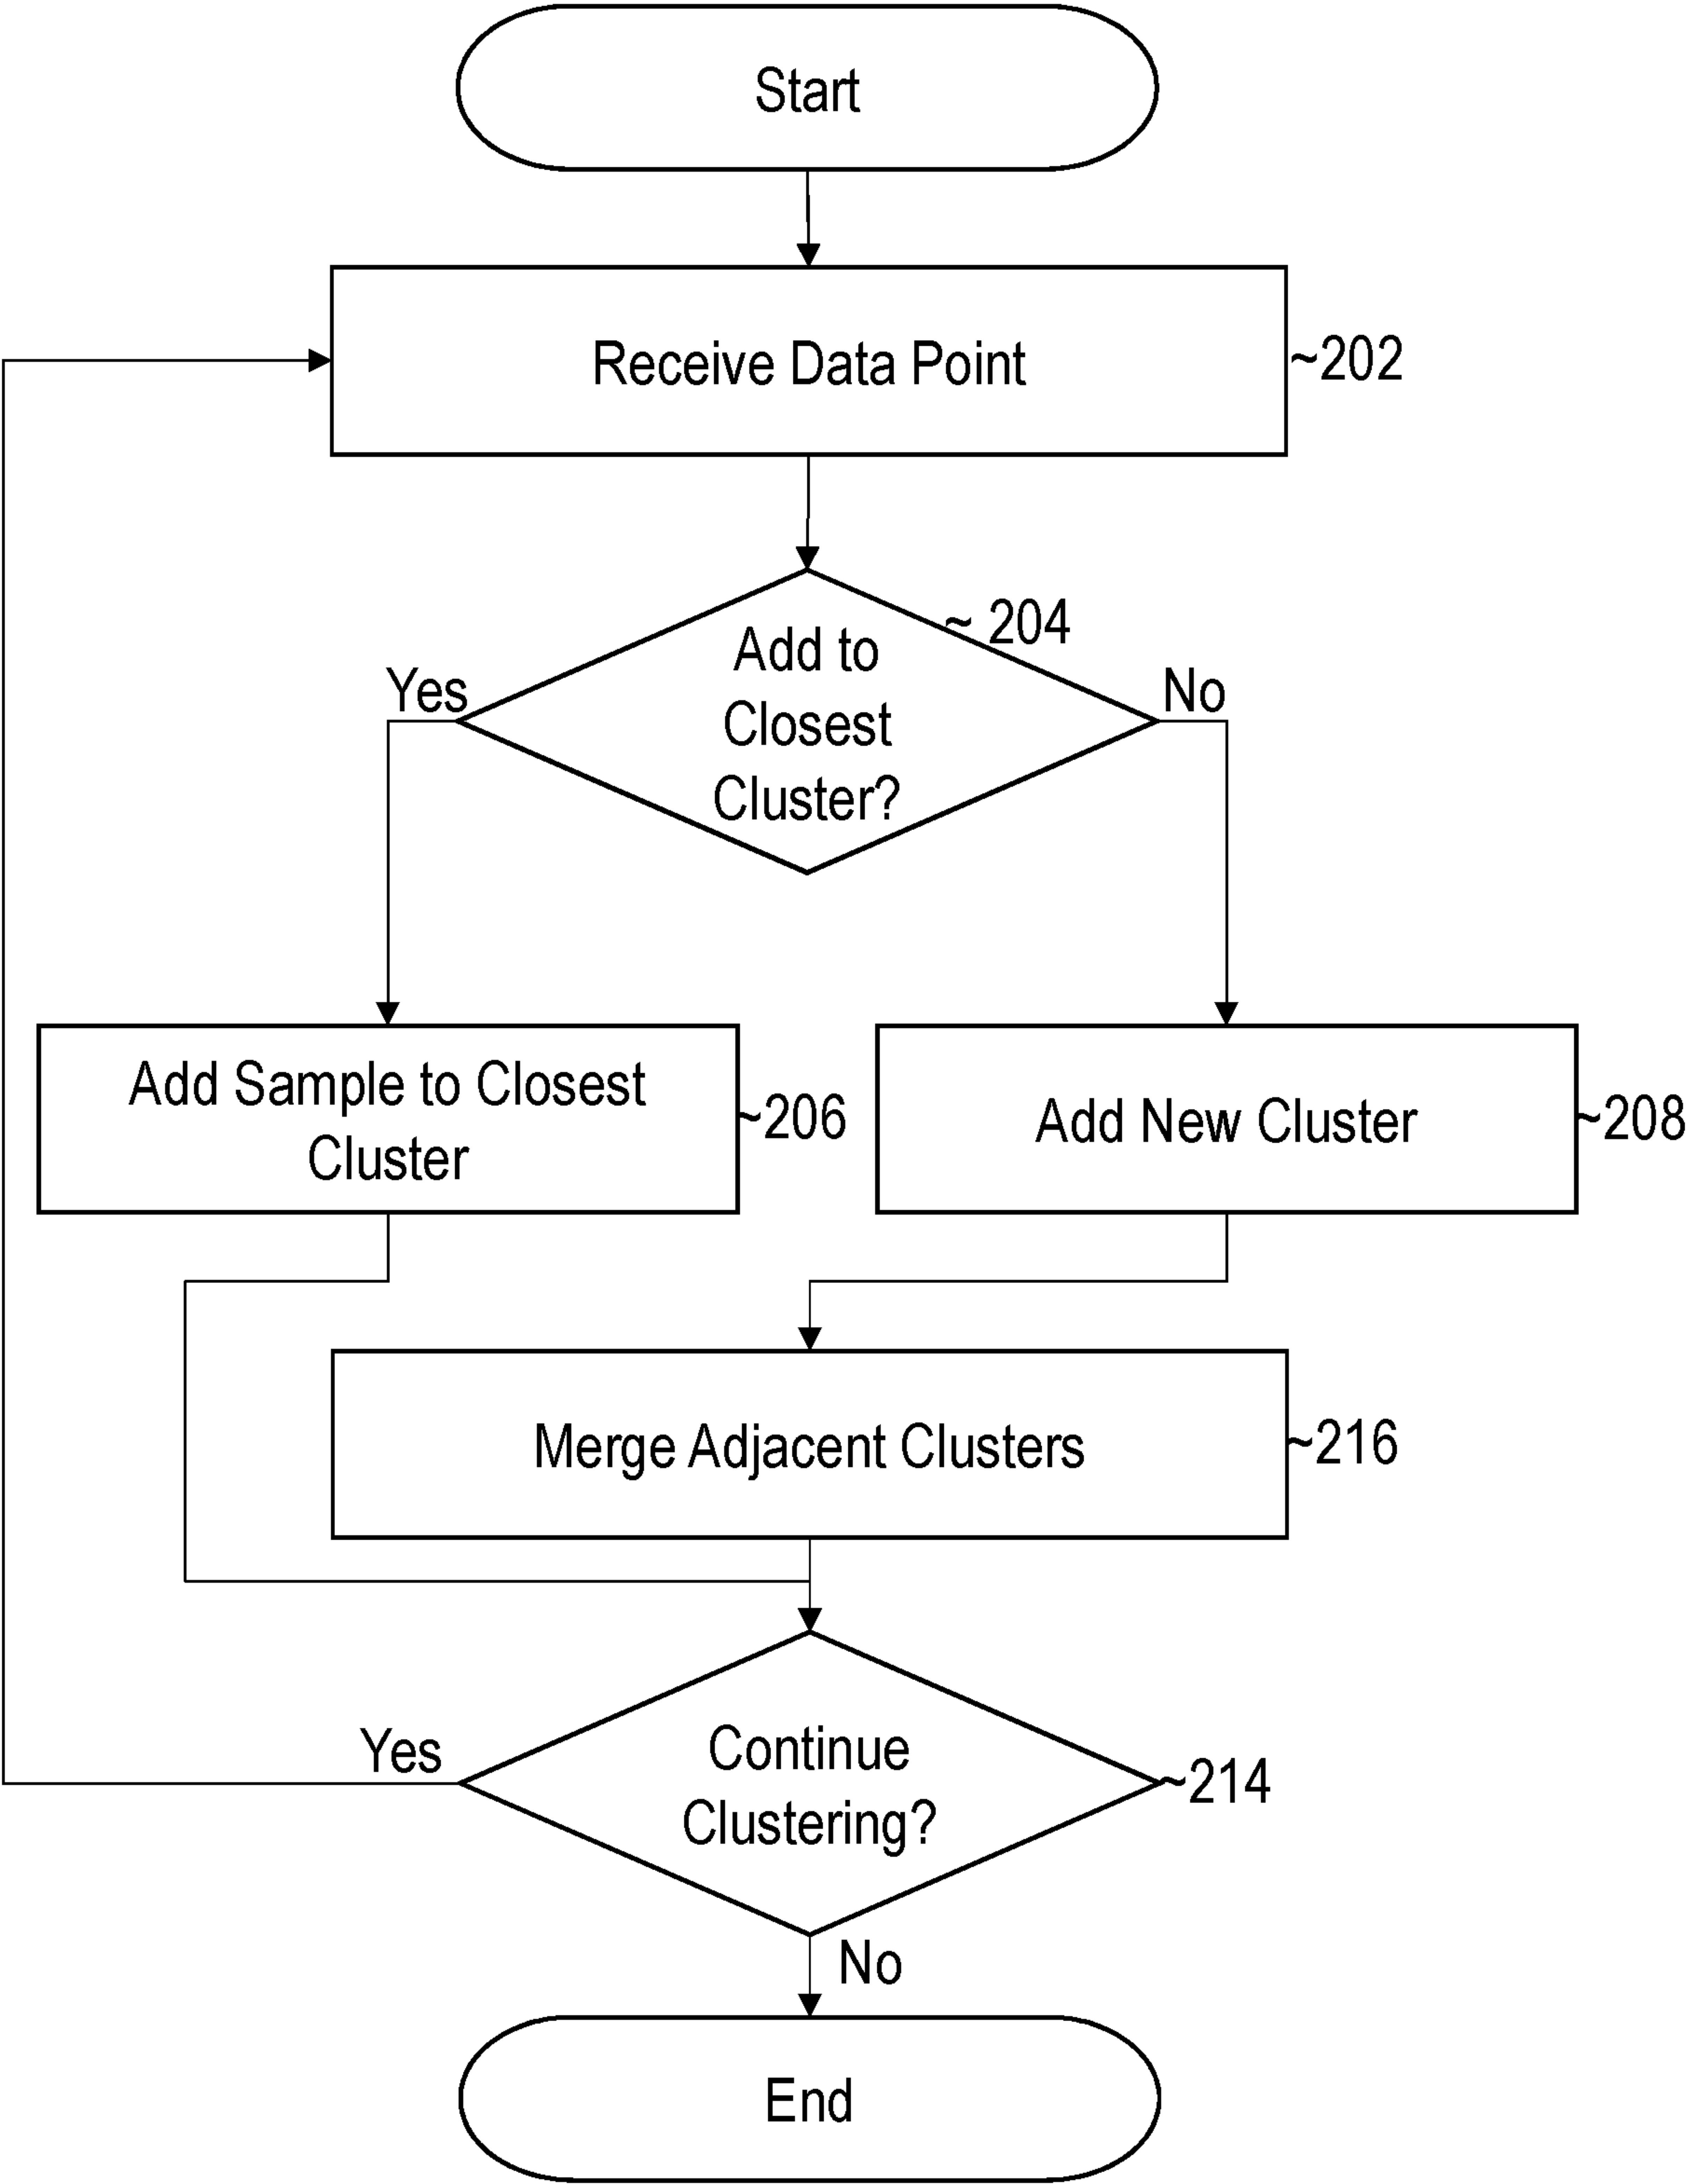 Start
Receive Data Point
~202
~ 204
Add to
Closest
Cluster?
Yes
No
Add Sample to Closest
Cluster
~206
Add New Cluster
~208
Merge Adjacent Clusters
~216
Continue
Clustering?
Yes
~214
No
End